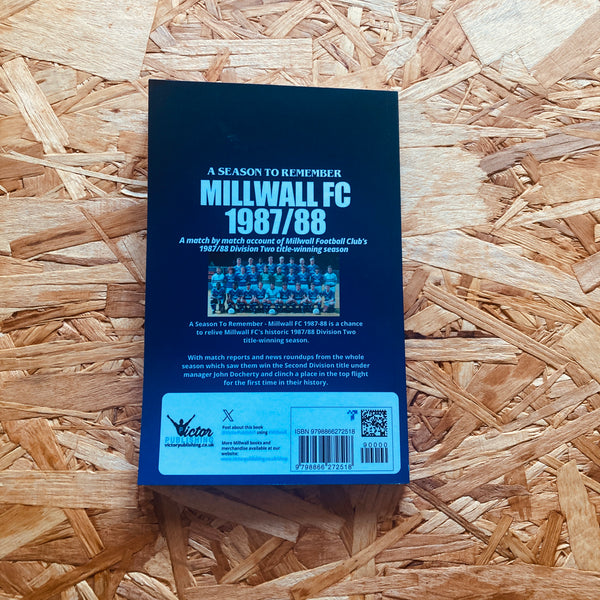 A SEASON TO REMEMBER
MILLWALL FC
1987/88
A match by match account of Millwall Football Club's
1987/88 Division Two title-winning season
A Season To Remember - Millwall FC 1987-88 is a chance
to relive Millwall FC's historic 1987/88 Division Two
title-winning season.
With match reports and news roundups from the whole
season which saw them win the Second Division title under
manager John Docherty and clinch a place in the top flight
for the first time in their history.
Victor
PUBLISHING
victorpublishing.co.uk
X
Post about this book
using
More Millwall books and
merchandise available at our
website:
ISBN 9798866272518
90000
9 798866 272518